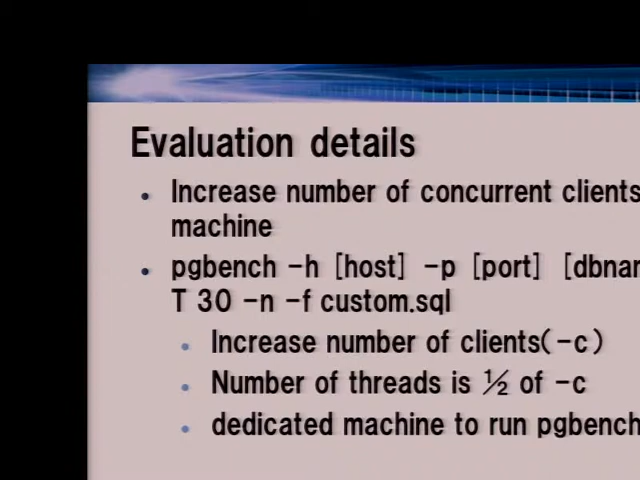 Evaluation details
• Increase number of concurrent clients
machine
• pgbench -h [host] -p [port] [dbnam
T 30 -n -f custom.sql
• Increase number of clients(-c)
• Number of threads is ½ of -c
• dedicated machine to run pgbench